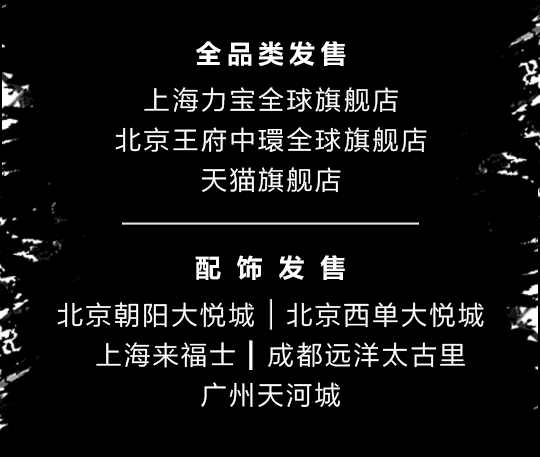 全品类发售
上海力宝全球旗舰店
北京王府中環全球旗舰店
天猫旗舰店
配饰发售
北京朝阳大悦城 | 北京西单大悦城
上海来福士 | 成都远洋太古里
广州天河城